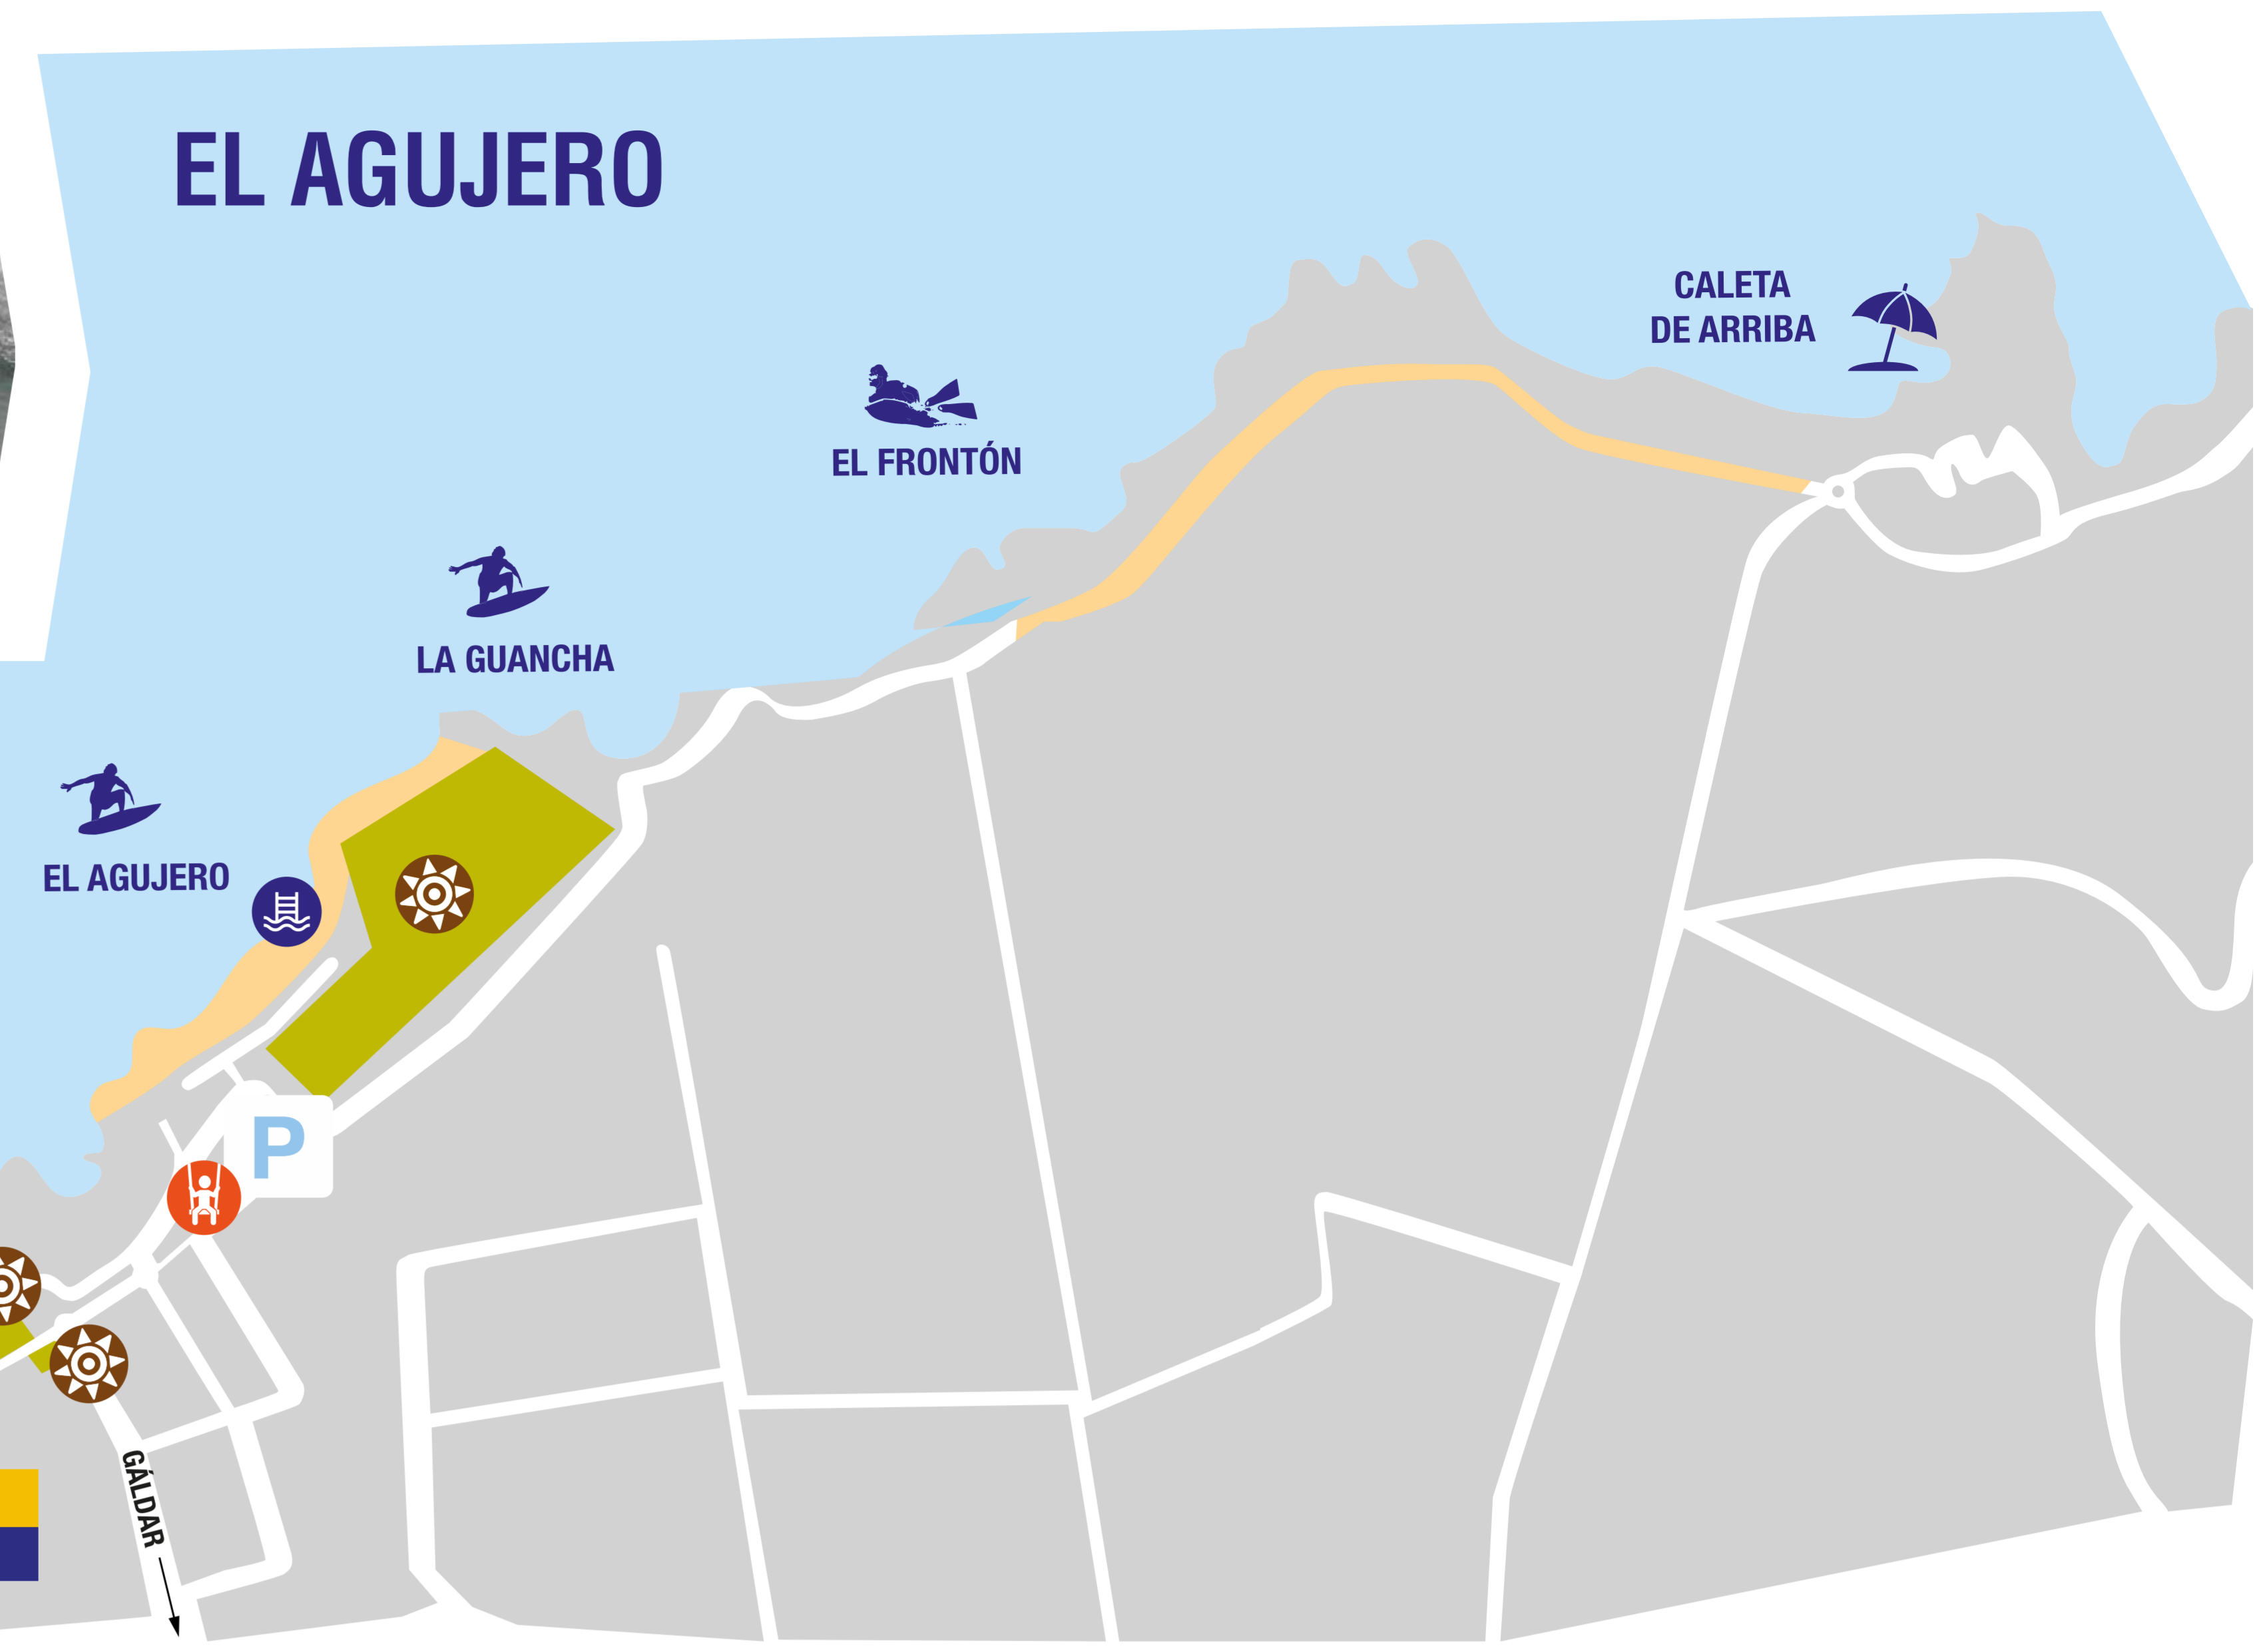 EL AGUJERO
CALETA
DE ARRIBA
EL FRONTÓN
LA GUANCHA
EL AGUJERO
P
GÁLDAR